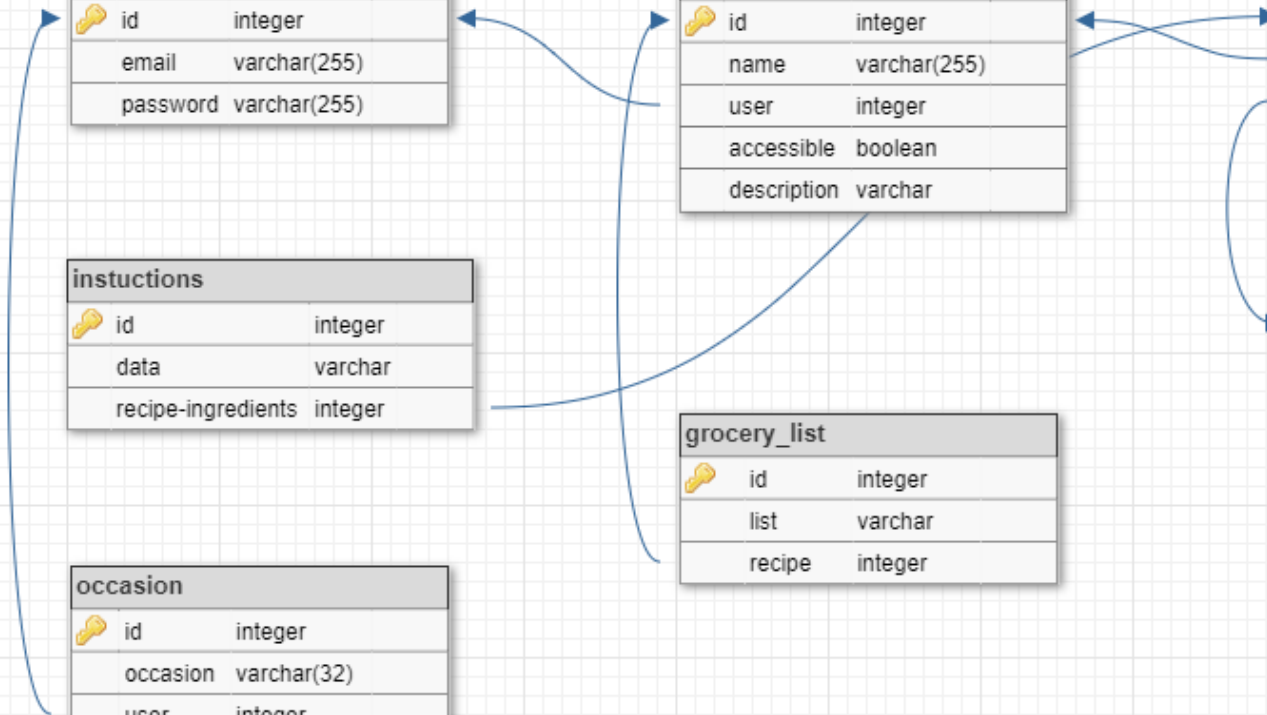 id integer
email varchar(255)
password varchar(255)
id integer
name varchar(255)
user integer
accessible boolean
description varchar
instuctions
id integer
data varchar
recipe-ingredients integer
grocery_list
id integer
list varchar
recipe integer
occasion
id integer
occasion varchar(32)
user integer